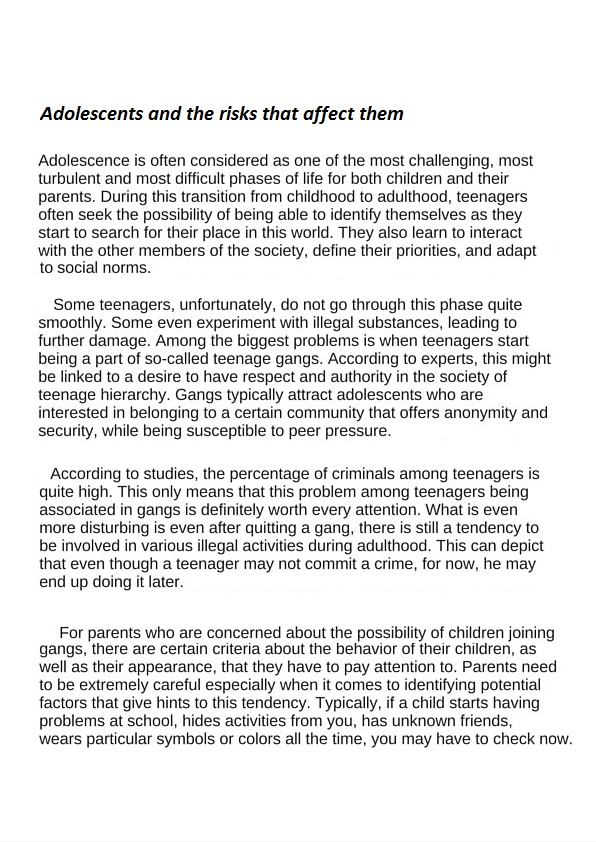 Adolescents and the risks that affect them
Adolescence is often considered as one of the most challenging, most
turbulent and most difficult phases of life for both children and their
parents. During this transition from childhood to adulthood, teenagers
often seek the possibility of being able to identify themselves as they
start to search for their place in this world. They also learn to interact
with the other members of the society, define their priorities, and adapt
to social norms.
Some teenagers, unfortunately, do not go through this phase quite
smoothly. Some even experiment with illegal substances, leading to
further damage. Among the biggest problems is when teenagers start
being a part of so-called teenage gangs. According to experts, this might
be linked to a desire to have respect and authority in the society of
teenage hierarchy. Gangs typically attract adolescents who are
interested in belonging to a certain community that offers anonymity and
security, while being susceptible to peer pressure.
According to studies, the percentage of criminals among teenagers is
quite high. This only means that this problem among teenagers being
associated in gangs is definitely worth every attention. What is even
more disturbing is even after quitting a gang, there is still a tendency to
be involved in various illegal activities during adulthood. This can depict
that even though a teenager may not commit a crime, for now, he may
end up doing it later.
For parents who are concerned about the possibility of children joining
gangs, there are certain criteria about the behavior of their children, as
well as their appearance, that they have to pay attention to. Parents need
to be extremely careful especially when it comes to identifying potential
factors that give hints to this tendency. Typically, if a child starts having
problems at school, hides activities from you, has unknown friends,
wears particular symbols or colors all the time, you may have to check now.